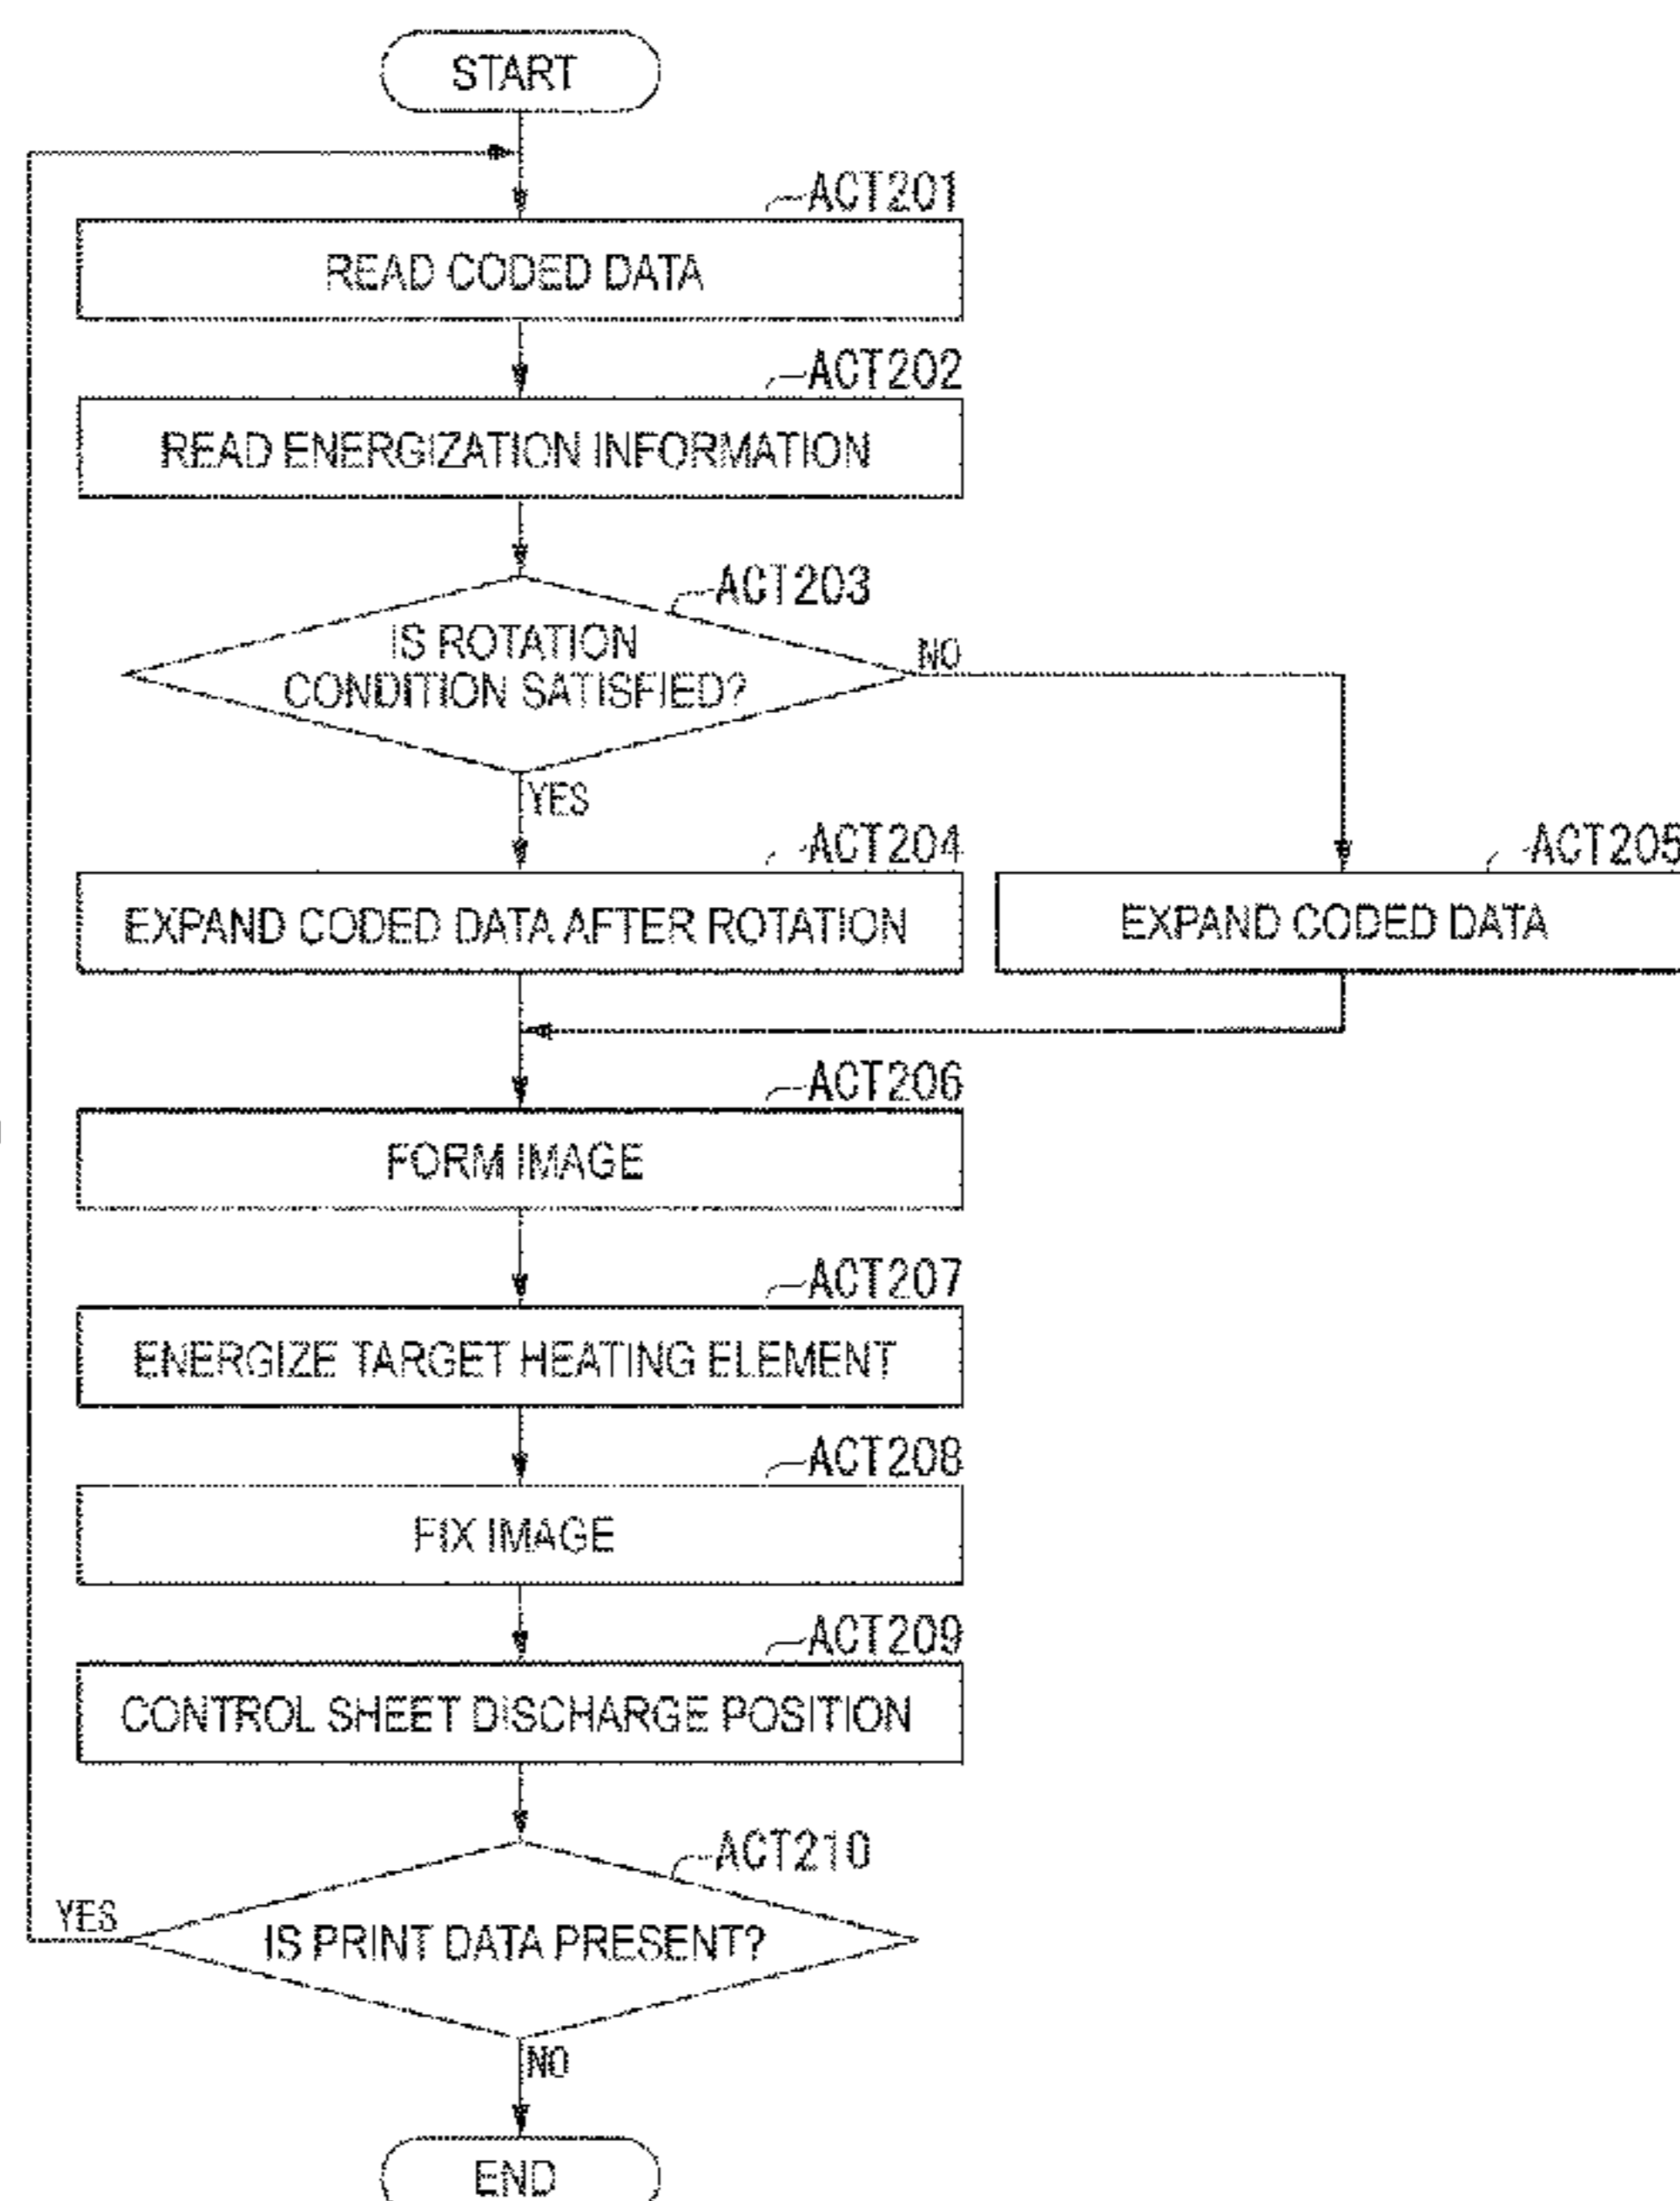 START
ACT201
READ CODED DATA
ACT202
READ ENERGIZATION INFORMATION
ACT203
IS ROTATION
CONDITION SATISFIED?
NO
YES
ACT204
ACT205
EXPAND CODED DATA AFTER ROTATION
EXPAND CODED DATA
ACT206
FORM IMAGE
ACT207
ENERGIZE TARGET HEATING ELEMENT
ACT208
FIX IMAGE
ACT209
CONTROL SHEET DISCHARGE POSITION
ACT210
YES
IS PRINT DATA PRESENT?
NO
END